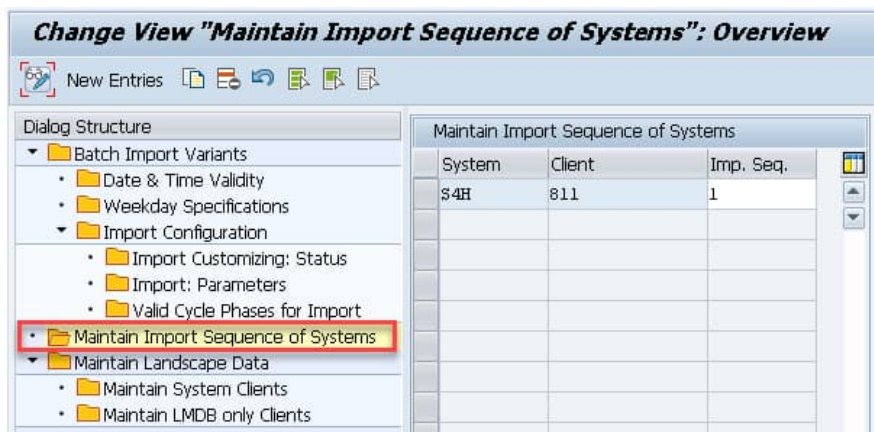 Change View "Maintain Import Sequence of Systems": Overview
New Entries
Dialog Structure
Batch Import Variants
Date & Time Validity
Weekday Specifications
Import Configuration
Import Customizing: Status
Import: Parameters
Valid Cycle Phases for Import
Maintain Import Sequence of Systems
Maintain Landscape Data
Maintain System Clients
Maintain LMDB only Clients
Maintain Import Sequence of Systems
System Client Imp. Seq.
S4H 811 1